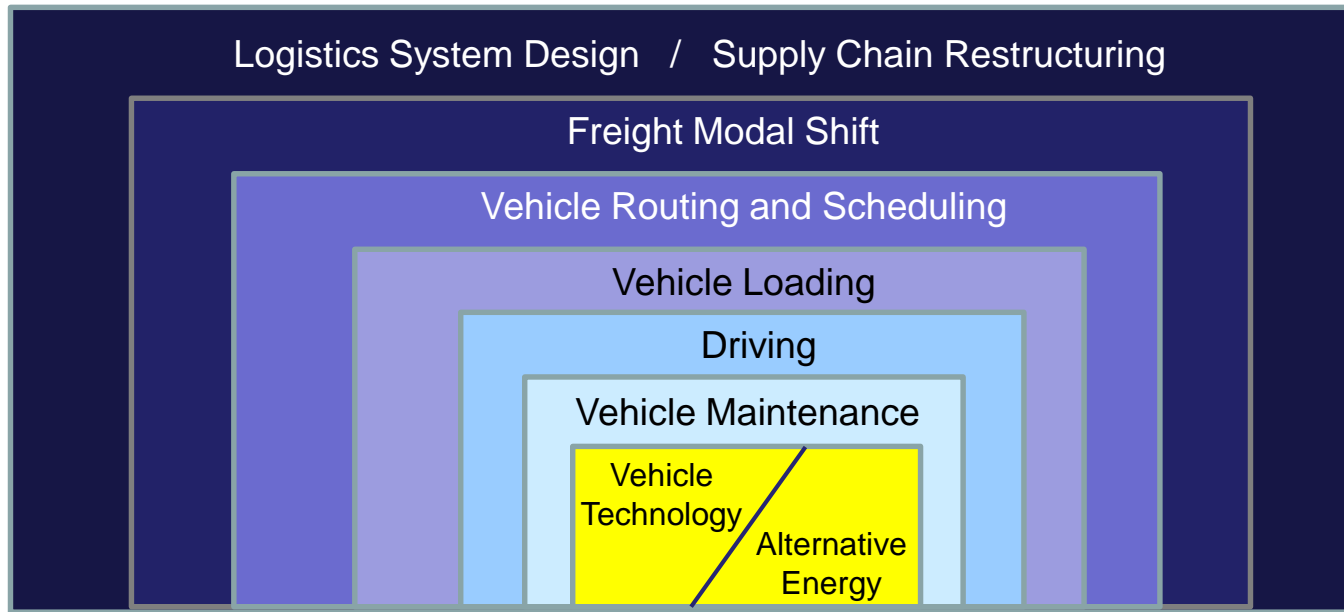 Logistics System Design / Supply Chain Restructuring
Freight Modal Shift
Vehicle Routing and Scheduling
Vehicle Loading
Driving
Vehicle Maintenance
Vehicle
Technology
Alternative
Energy